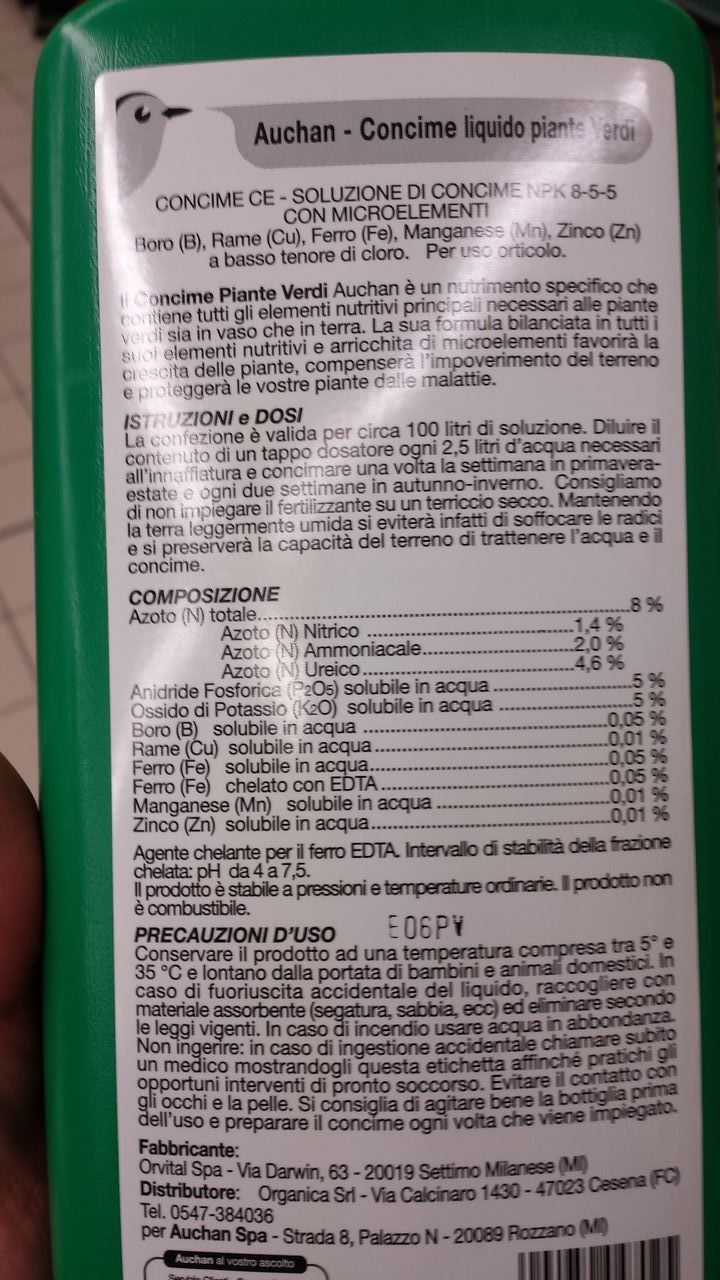 Auchan - Concime liquido piante Verdi
CONCIME CE - SOLUZIONE DI CONCIME NPK 8-5-5
CON MICROELEMENTI
Boro (B), Rame (Cu), Ferro (Fe), Manganese (Mn), Zinco (Zn)
a basso tenore di cloro. Per uso orticolo.
Il Concime Piante Verdi Auchan è un nutrimento specifico che
contiene tutti gli elementi nutritivi principali necessari alle piante
verdi sia in vaso che in terra. La sua formula bilanciata in tutti i
suoi elementi nutritivi e arricchita di microelementi favorirà la
crescita delle piante, compenserà l'impoverimento del terreno
e proteggerà le vostre piante dalle malattie.
ISTRUZIONI e DOSI
La confezione è valida per circa 100 litri di soluzione. Diluire il
contenuto di un tappo dosatore ogni 2,5 litri d'acqua necessari
all'innaffiatura e concimare una volta la settimana in primavera-
estate e ogni due settimane in autunno-inverno. Consigliamo
di non impiegare il fertilizzante su un terriccio secco. Mantenendo
la terra leggermente umida si eviterà infatti di soffocare le radici
e si preserverà la capacità del terreno di trattenere l'acqua e il
concime.
COMPOSIZIONE
Azoto (N) totale..........8 %
Azoto (N) Nitrico ..........1,4 %
Azoto (N) Ammoniacale..........2,0 %
Azoto (N) Ureico..........4,6 %
Anidride Fosforica (P2O5) solubile in acqua ..........5 %
Ossido di Potassio (K2O) solubile in acqua ..........5 %
Boro (B) solubile in acqua ..........0,05 %
Rame (Cu) solubile in acqua..........0,01 %
Ferro (Fe) solubile in acqua..........0,05 %
Ferro (Fe) chelato con EDTA..........0,05 %
Manganese (Mn) solubile in acqua ..........0,01 %
Zinco (Zn) solubile in acqua..........0,01 %
Agente chelante per il ferro EDTA. Intervallo di stabilità della frazione
chelata: pH da 4 a 7,5.
Il prodotto è stabile a pressioni e temperature ordinarie. Il prodotto non
è combustibile.
E06PV
PRECAUZIONI D'USO
Conservare il prodotto ad una temperatura compresa tra 5° e
35 °C e lontano dalla portata di bambini e animali domestici. In
caso di fuoriuscita accidentale del liquido, raccogliere con
materiale assorbente (segatura, sabbia, ecc) ed eliminare secondo
le leggi vigenti. In caso di incendio usare acqua in abbondanza.
Non ingerire: in caso di ingestione accidentale chiamare subito
un medico mostrandogli questa etichetta affinché pratichi gli
opportuni interventi di pronto soccorso. Evitare il contatto con
gli occhi e la pelle. Si consiglia di agitare bene la bottiglia prima
dell'uso e preparare il concime ogni volta che viene impiegato.
Fabbricante:
Orvital Spa - Via Darwin, 63 - 20019 Settimo Milanese (MI)
Distributore: Organica Srl - Via Calcinaro 1430 - 47023 Cesena (FC)
Tel. 0547-384036
per Auchan Spa - Strada 8, Palazzo N - 20089 Rozzano (MI)
Auchan al vostro ascolto